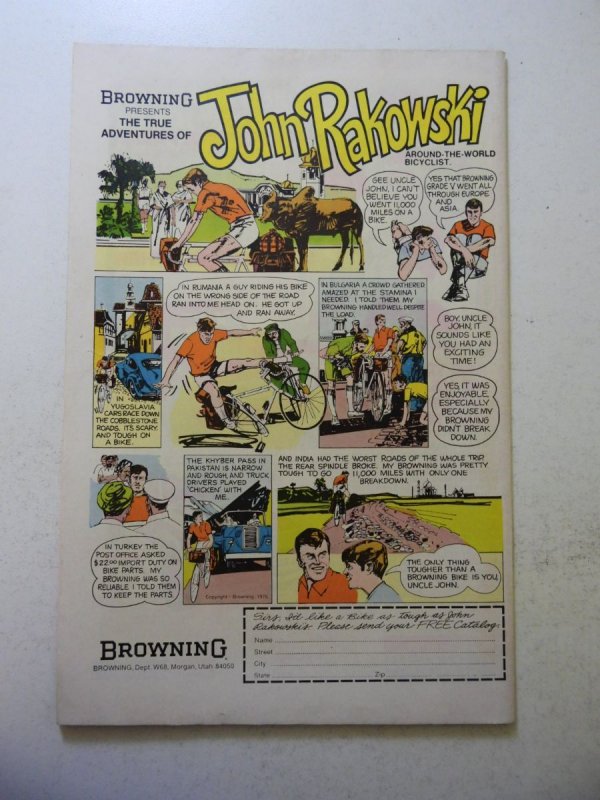 BROWNING
PRESENTS
THE TRUE
ADVENTURES OF
John Rakowski
AROUND-THE-WORLD
BICYCLIST.
GEE UNCLE
JOHN, I CAN'T
BELIEVE YOU
WENT 11,000
MILES ON A
BIKE.
YES THAT BROWNING
GRADE V WENT ALL
THROUGH EUROPE
AND
ASIA.
IN
YUGOSLAVIA
CARS RACE DOWN
THE COBBLESTONE
ROADS. ITS SCARY
AND TOUGH ON
A BIKE.
IN RUMANIA A GUY RIDING HIS BIKE
ON THE WRONG SIDE OF THE ROAD
RAN INTO ME HEAD ON. HE GOT UP
AND RAN AWAY.
IN BULGARIA A CROWD GATHERED
AMAZED AT THE STAMINA I
NEEDED. I TOLD THEM, MY
BROWNING HANDLED WELL DESPITE
THE LOAD.
BOY, UNCLE
JOHN, IT
SOUNDS LIKE
YOU HAD AN
EXCITING
TIME!
YES, IT WAS
ENJOYABLE,
ESPECIALLY
BECAUSE MY
BROWNING
DIDN'T BREAK
DOWN.
IN TURKEY THE
POST OFFICE ASKED
$22.00 IMPORT DUTY ON
BIKE PARTS. MY
BROWNING WAS SO
RELIABLE I TOLD THEM
TO KEEP THE PARTS
THE KHYBER PASS IN
PAKISTAN IS NARROW
AND ROUGH, AND TRUCK
DRIVERS PLAYED
"CHICKEN" WITH
ME.
Copyright - Browning, 1975
AND INDIA HAD THE WORST ROADS OF THE WHOLE TRIP.
THE REAR SPINDLE BROKE. MY BROWNING WAS PRETTY
TOUGH TO GO 11,000 MILES WITH ONLY ONE
BREAKDOWN.
THE ONLY THING
TOUGHER THAN A
BROWNING BIKE IS YOU,
UNCLE JOHN.
BROWNING
BROWNING, Dept. W68, Morgan, Utah 84050
Sirs, I'd like a Bike as tough as John
Rakowski's. Please send your FREE Catalog.
Name
Street
City
State Zip